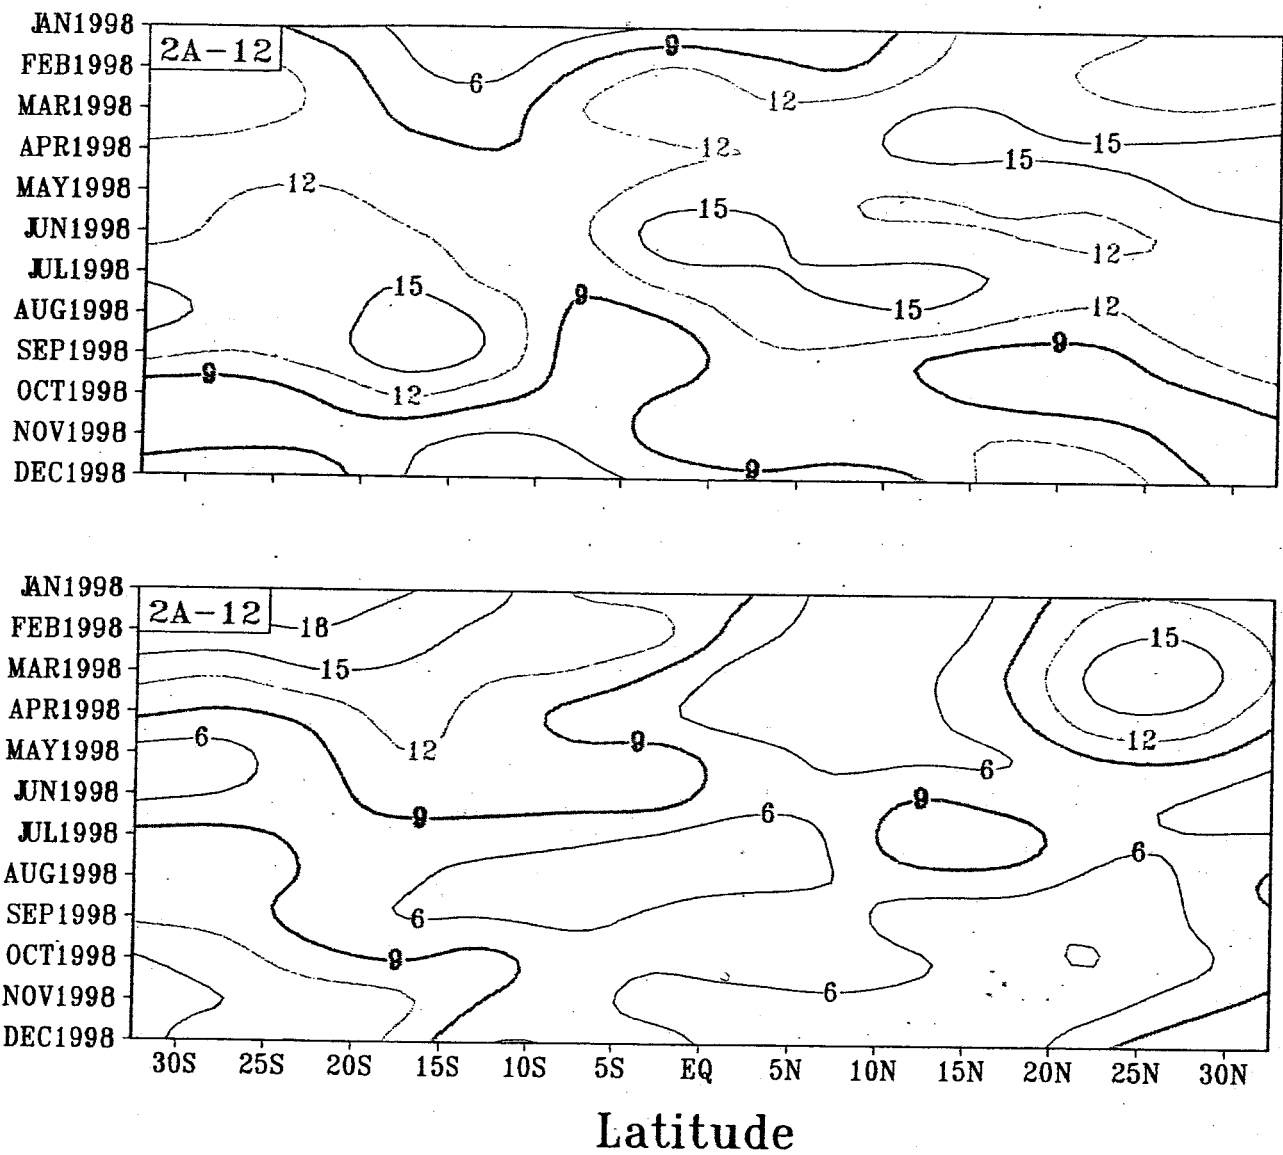 JAN1998
2A-12
9
FEB1998
6
MAR1998
12
APR1998
12
15
15
MAY1998
12
JUN1998
15
12
JUL1998
15
9
AUG1998
15
12
SEP1998
9
9
OCT1998
12
NOV1998
DEC1998
9
JAN1998
2A-12
FEB1998
18
15
MAR1998
15
APR1998
6
9
12
MAY1998
12
6
JUN1998
9
9
6
JUL1998
6
AUG1998
SEP1998
6
OCT1998
9
NOV1998
6
DEC1998
30S 25S 20S 15S 10S 5S EQ 5N 10N 15N 20N 25N 30N
Latitude